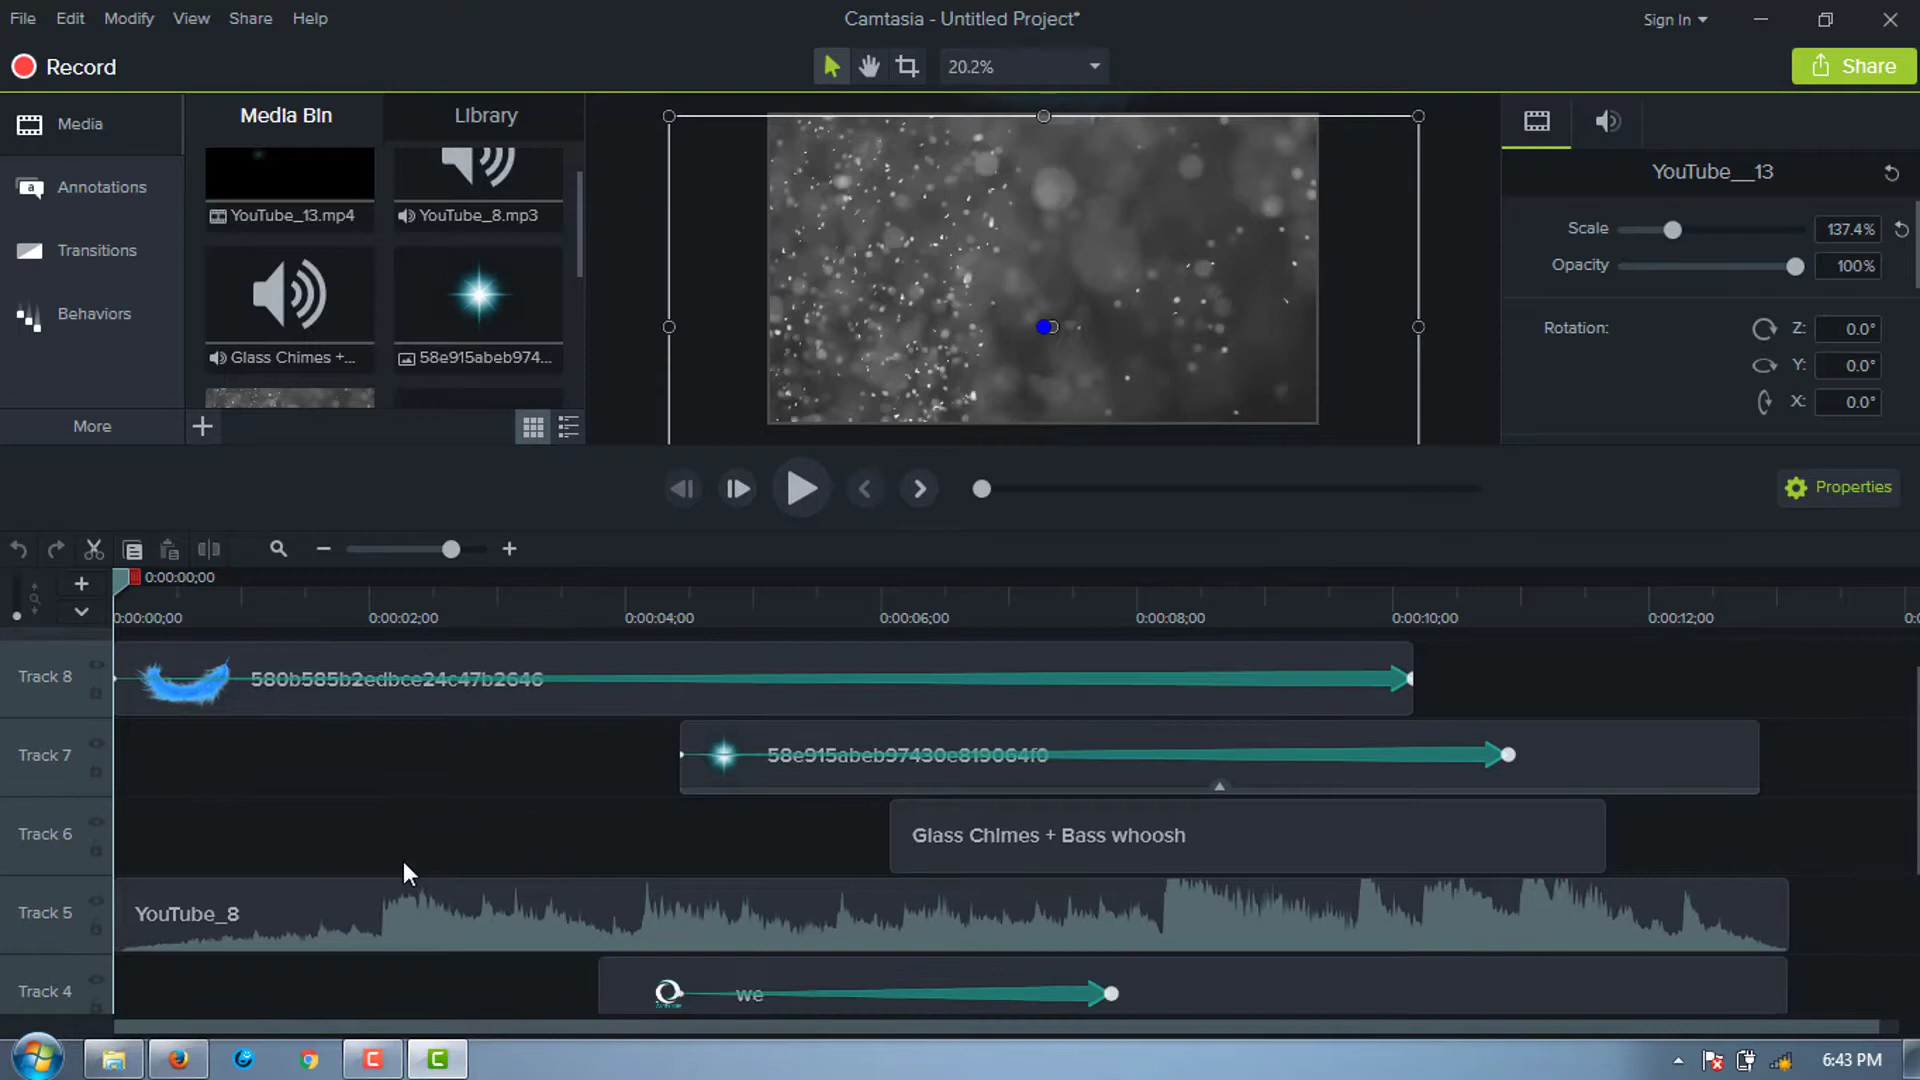 File Edit Modify View Share Help
Camtasia - Untitled Project*
Sign In
Record
20.2%
Share
Media
Annotations
Transitions
Behaviors
More
Media Bin
Library
YouTube_13.mp4
YouTube_8.mp3
Glass Chimes +...
58e915abeb974...
YouTube__13
Scale 137.4%
Opacity 100%
Rotation: Z: 0.0°
Y: 0.0°
X: 0.0°
Properties
0:00:00;00
0:00:00;00 0:00:02;00 0:00:04;00 0:00:06;00 0:00:08;00 0:00:10;00 0:00:12;00
Track 8 580b585b2edbce24c47b2646
Track 7 58e915abeb97430e819064f0
Track 6 Glass Chimes + Bass whoosh
Track 5 YouTube_8
Track 4 we
6:43 PM